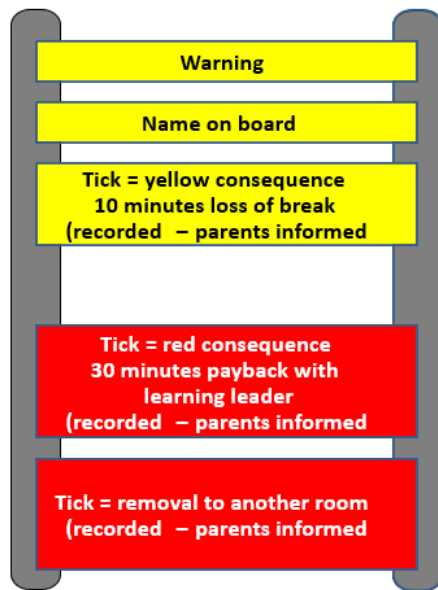 Warning
Name on board
Tick = yellow consequence
10 minutes loss of break
(recorded – parents informed
Tick = red consequence
30 minutes payback with
learning leader
(recorded – parents informed
Tick = removal to another room
(recorded – parents informed